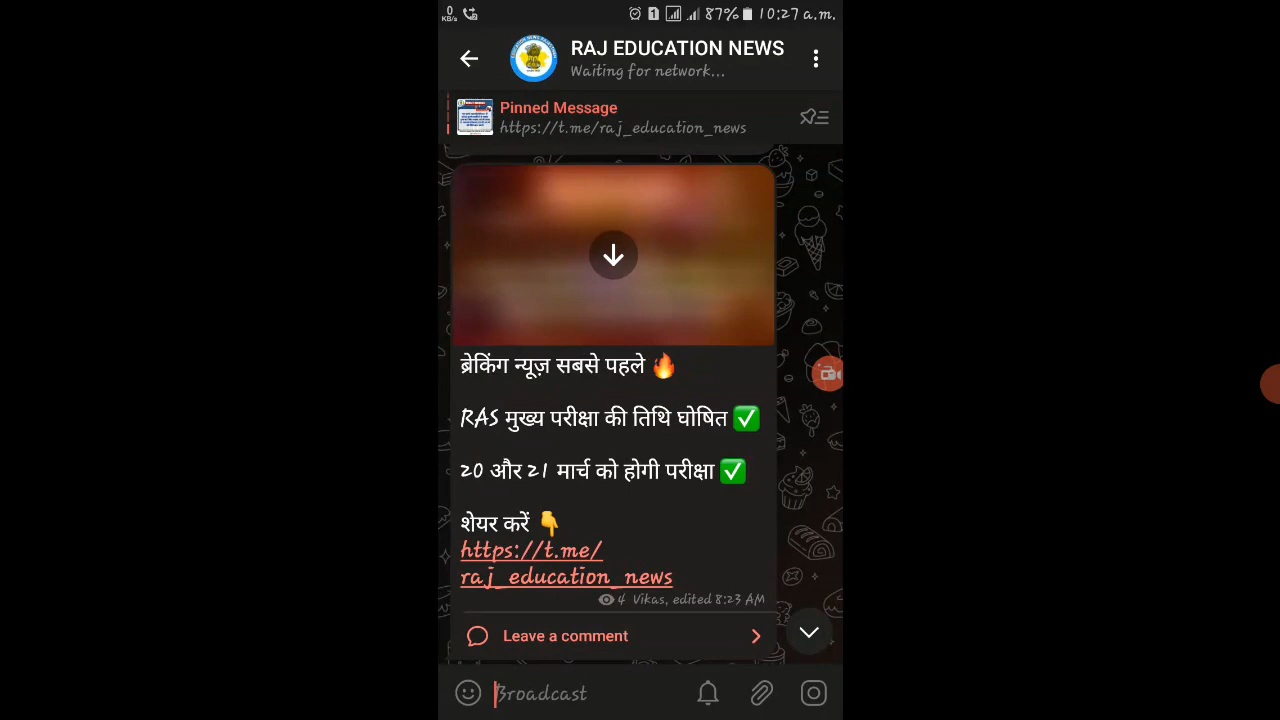 0 KB/s 1 87% 10:27 a.m.
RAJ EDUCATION NEWS
Waiting for network...
Pinned Message
https://t.me/raj_education_news
ब्रेकिंग न्यूज़ सबसे पहले 🔥
RAS मुख्य परीक्षा की तिथि घोषित ✅
20 और 21 मार्च को होगी परीक्षा ✅
शेयर करें 👇
https://t.me/
raj_education_news
4 Vikas, edited 8:23 AM
Leave a comment
Broadcast